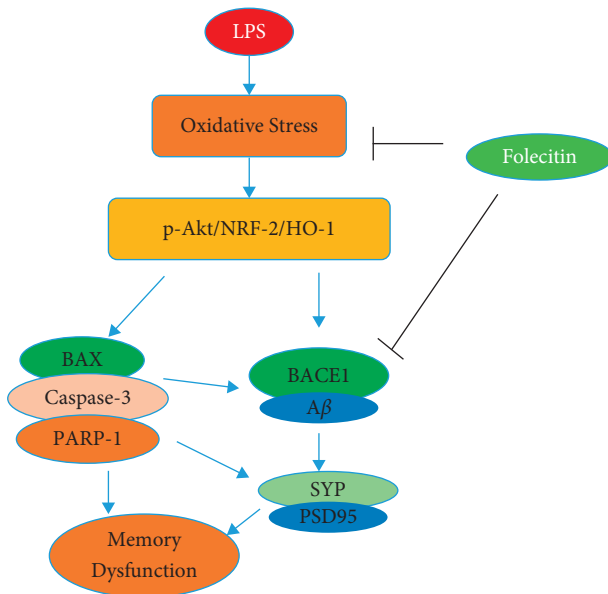 LPS
Oxidative Stress
Folecitin
p-Akt/NRF-2/HO-1
BAX
Caspase-3
PARP-1
BACE1
Aβ
SYP
PSD95
Memory
Dysfunction